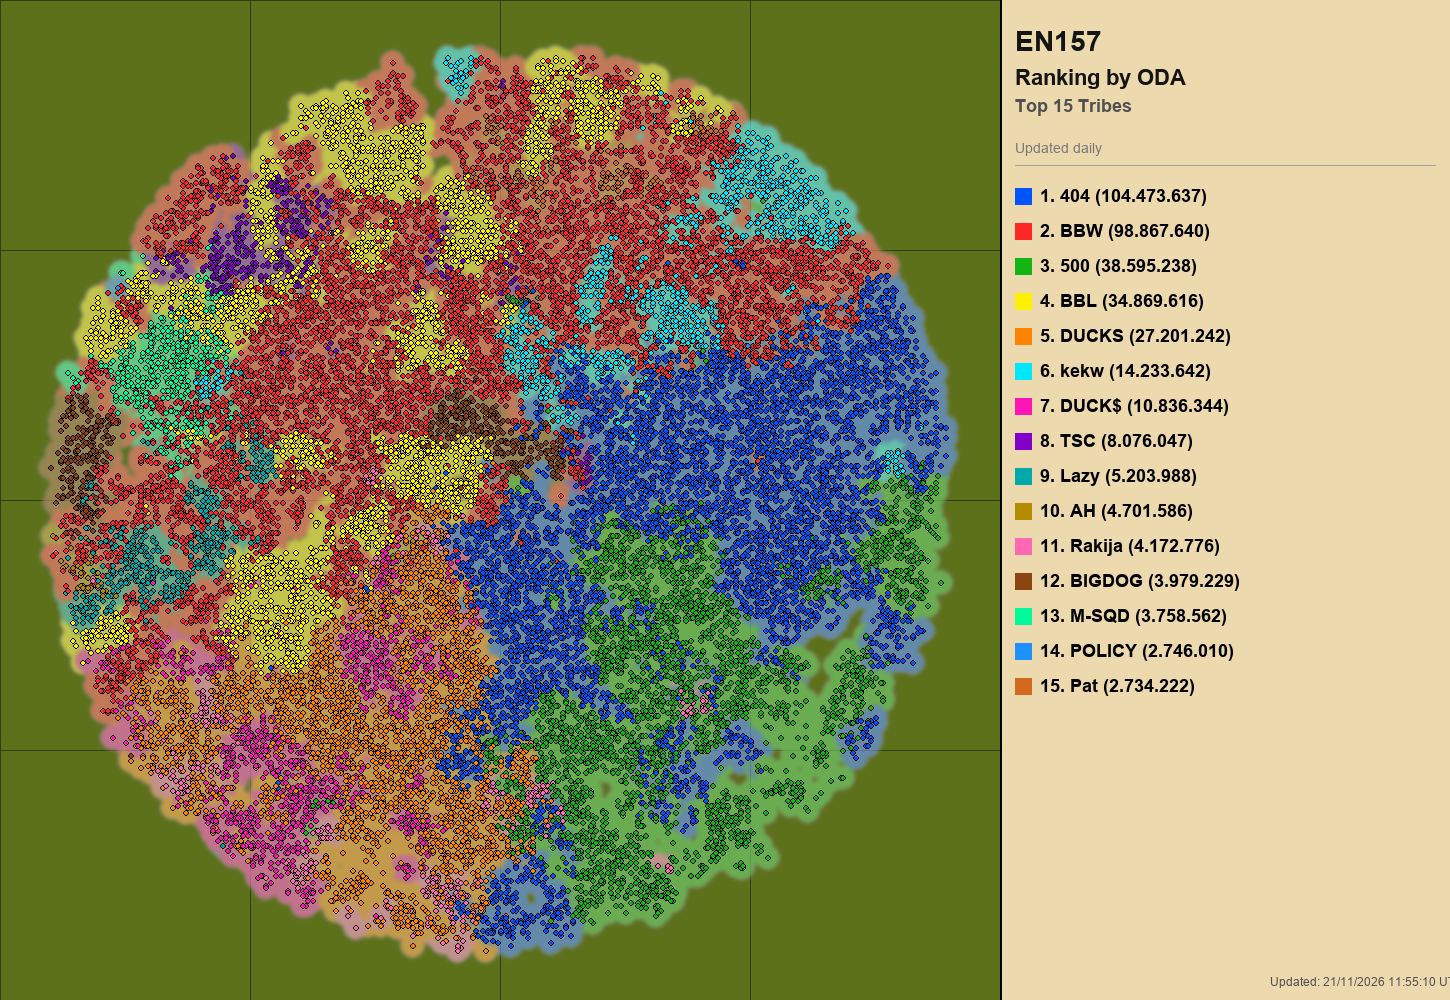 EN157
Ranking by ODA
Top 15 Tribes
Updated daily
1. 404 (104.473.637)
2. BBW (98.867.640)
3. 500 (38.595.238)
4. BBL (34.869.616)
5. DUCKS (27.201.242)
6. kekw (14.233.642)
7. DUCK$ (10.836.344)
8. TSC (8.076.047)
9. Lazy (5.203.988)
10. AH (4.701.586)
11. Rakija (4.172.776)
12. BIGDOG (3.979.229)
13. M-SQD (3.758.562)
14. POLICY (2.746.010)
15. Pat (2.734.222)
Updated: 21/11/2026 11:55:10 U